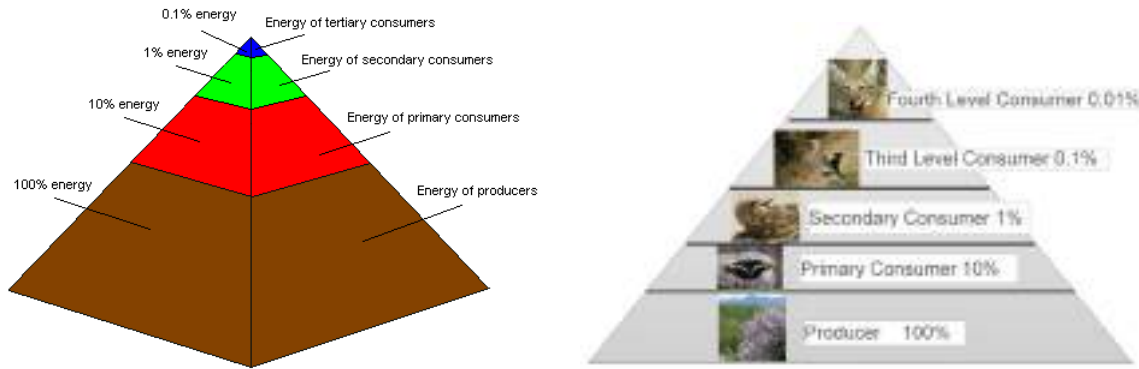 0.1% energy
Energy of tertiary consumers
1% energy
Energy of secondary consumers
10% energy
Energy of primary consumers
100% energy
Energy of producers
Fourth Level Consumer 0.01%
Third Level Consumer 0.1%
Secondary Consumer 1%
Primary Consumer 10%
Producer 100%